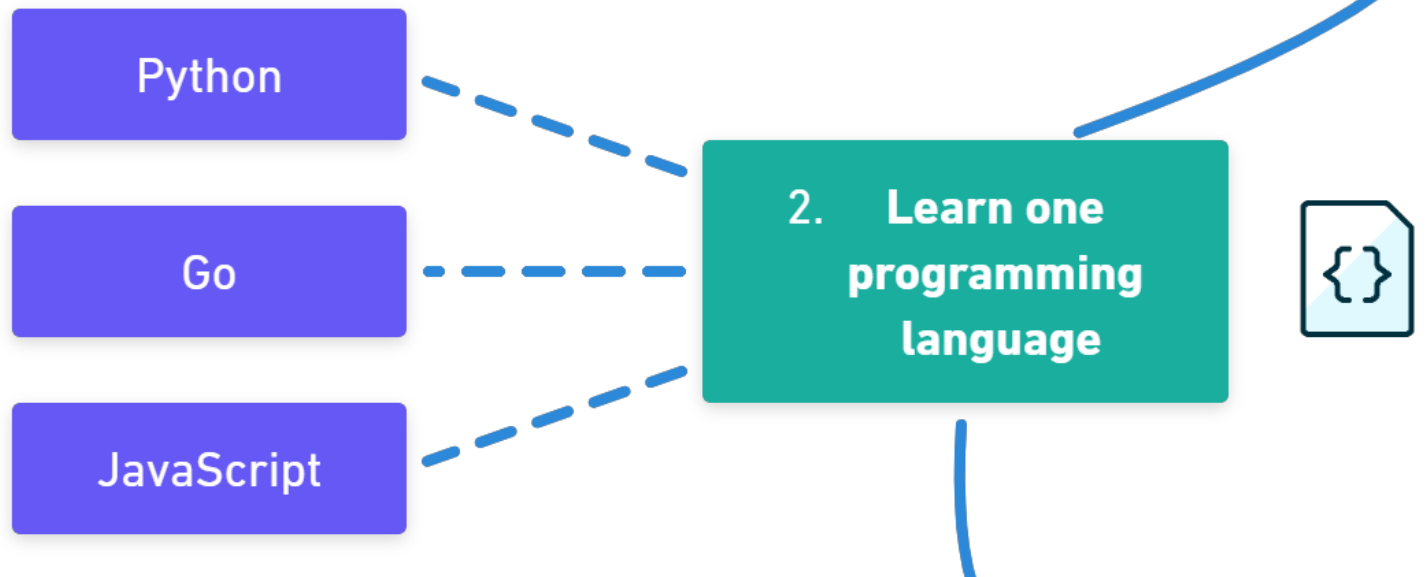 Python
Go
JavaScript
2. Learn one
programming
language
{}